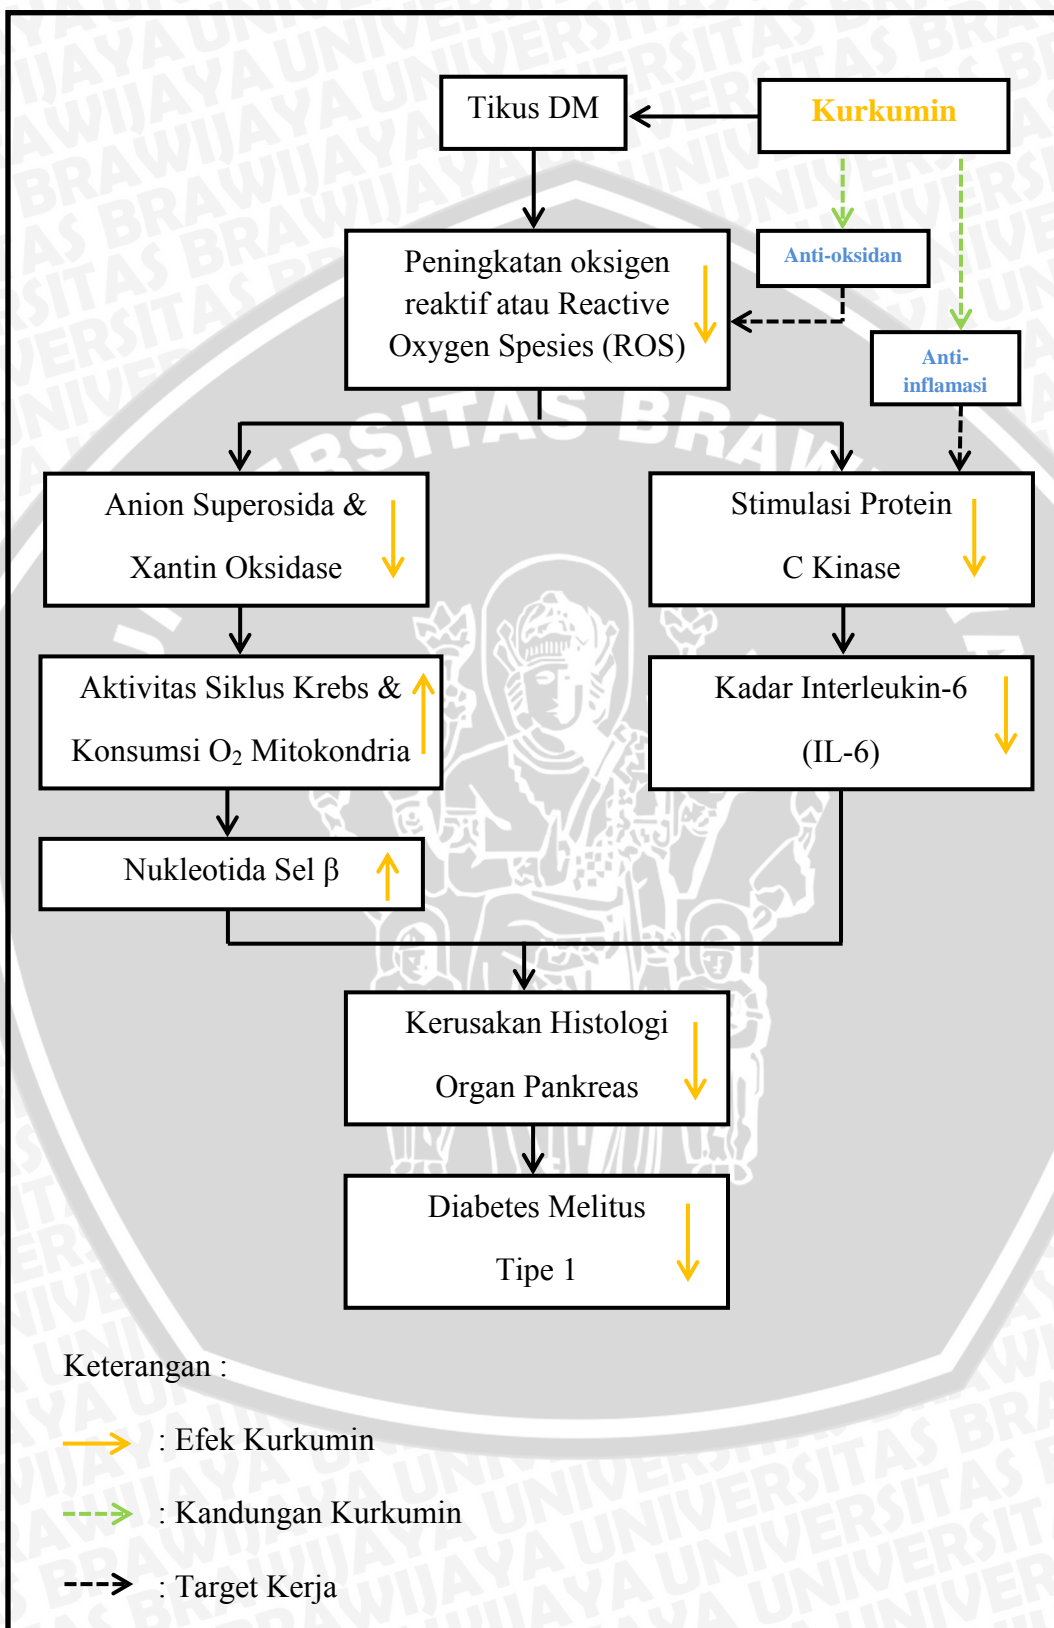 Tikus DM
Kurkumin
Peningkatan oksigen
reaktif atau Reactive
Oxygen Spesies (ROS)
Anti-oksidan
Anti-
inflamasi
Anion Superosida &
Xantin Oksidase
Stimulasi Protein
C Kinase
Aktivitas Siklus Krebs &
Konsumsi O₂ Mitokondria
Kadar Interleukin-6
(IL-6)
Nukleotida Sel β
Kerusakan Histologi
Organ Pankreas
Diabetes Melitus
Tipe 1
Keterangan :
: Efek Kurkumin
: Kandungan Kurkumin
: Target Kerja